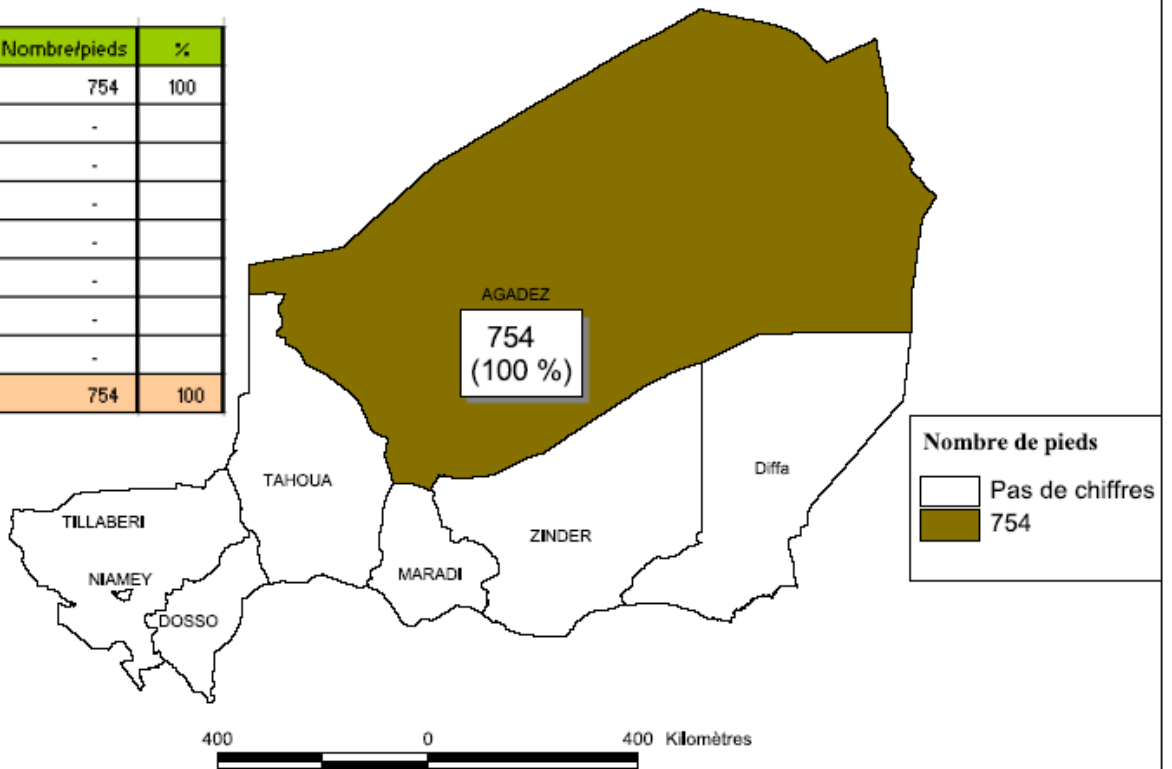 Nombre/pieds %
754 100
-
-
-
-
-
-
-
754 100
AGADEZ
754
(100 %)
TAHOUA
Diffa
TILLABERI
ZINDER
NIAMEY
MARADI
DOSSO
Nombre de pieds
Pas de chiffres
754
400 0 400 Kilomètres